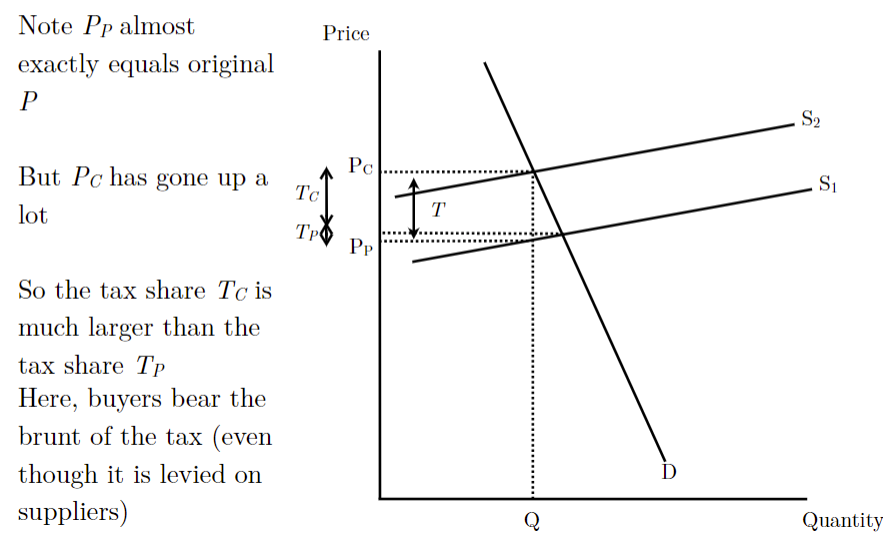 Note P_P almost
exactly equals original
P
But P_C has gone up a
lot
So the tax share T_C is
much larger than the
tax share T_P
Here, buyers bear the
brunt of the tax (even
though it is levied on
suppliers)
Price
S₂
P_C
S₁
T_C
T
T_P
P_P
D
Q
Quantity